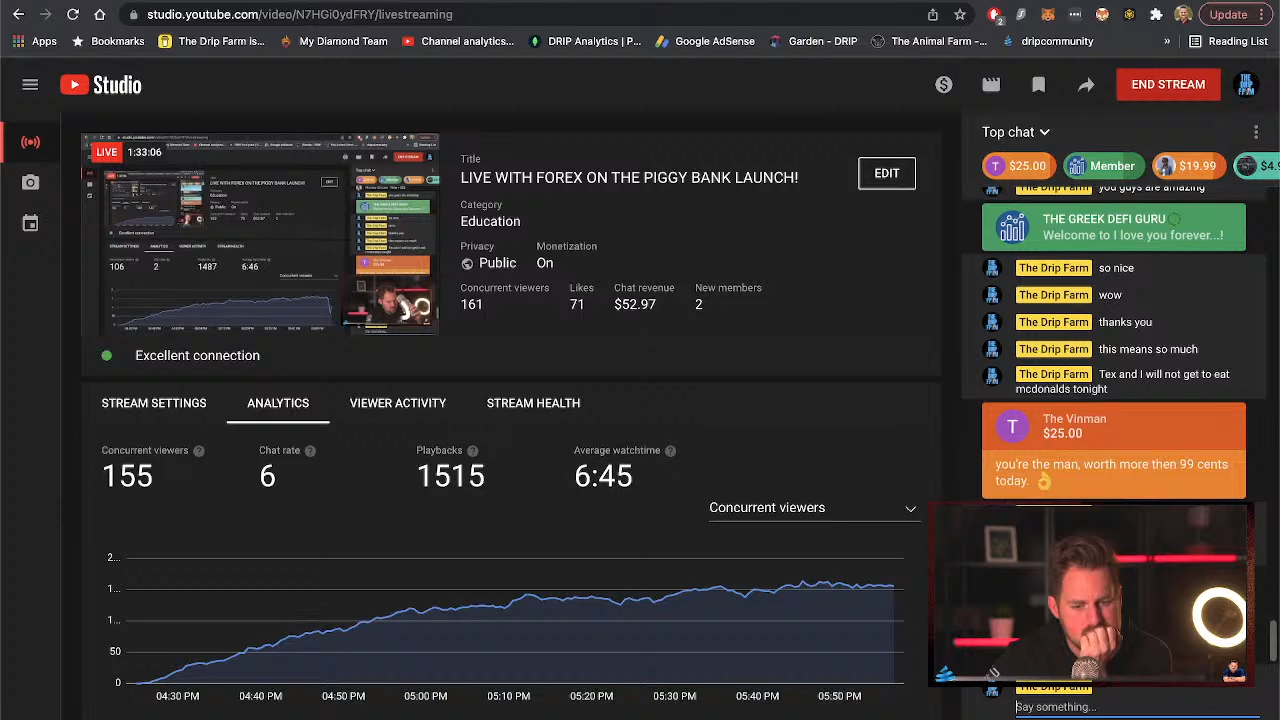 studio.youtube.com/video/N7HGi0ydFRY/livestreaming
2
Update
Apps
Bookmarks
The Drip Farm is...
My Diamond Team
Channel analytics...
DRIP Analytics | P...
Google AdSense
Garden - DRIP
The Animal Farm -...
dripcommunity
»
Reading List
Studio
END STREAM
THE DRIP FARM
LIVE 1:33:06
Title
LIVE WITH FOREX ON THE PIGGY BANK LAUNCH!
EDIT
Category
Education
Privacy
Monetization
Public
On
Concurrent viewers
Likes
Chat revenue
New members
161
71
$52.97
2
Excellent connection
STREAM SETTINGS
ANALYTICS
VIEWER ACTIVITY
STREAM HEALTH
Concurrent viewers
Chat rate
Playbacks
Average watchtime
155
6
1515
6:45
Concurrent viewers
2...
1...
1...
50
0
04:30 PM
04:40 PM
04:50 PM
05:00 PM
05:10 PM
05:20 PM
05:30 PM
05:40 PM
05:50 PM
Top chat
T $25.00
Member
$19.99
$4.9
The Drip Farm you guys are amazing
THE GREEK DEFI GURU
Welcome to I love you forever...!
The Drip Farm so nice
The Drip Farm wow
The Drip Farm thanks you
The Drip Farm this means so much
The Drip Farm Tex and I will not get to eat
mcdonalds tonight
T The Vinman
$25.00
you're the man, worth more then 99 cents
today. 👌
The Drip Farm
Say something...